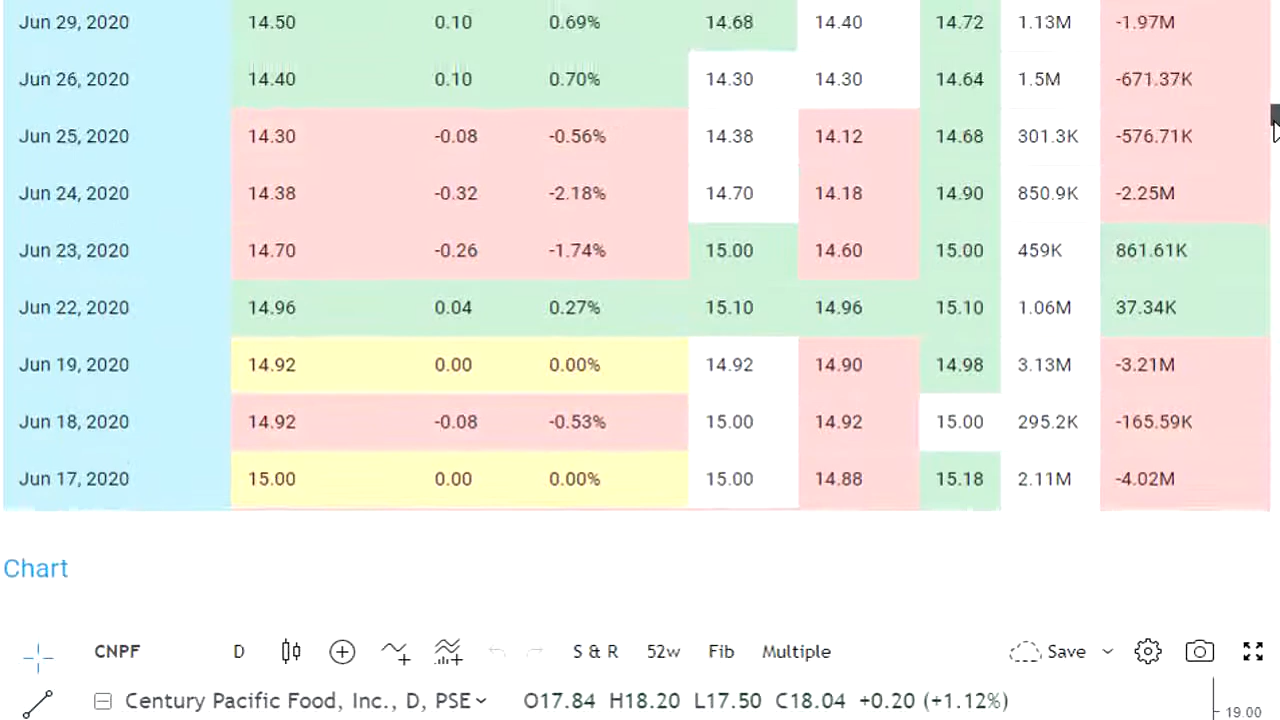 Jun 29, 2020 14.50 0.10 0.69% 14.68 14.40 14.72 1.13M -1.97M
Jun 26, 2020 14.40 0.10 0.70% 14.30 14.30 14.64 1.5M -671.37K
Jun 25, 2020 14.30 -0.08 -0.56% 14.38 14.12 14.68 301.3K -576.71K
Jun 24, 2020 14.38 -0.32 -2.18% 14.70 14.18 14.90 850.9K -2.25M
Jun 23, 2020 14.70 -0.26 -1.74% 15.00 14.60 15.00 459K 861.61K
Jun 22, 2020 14.96 0.04 0.27% 15.10 14.96 15.10 1.06M 37.34K
Jun 19, 2020 14.92 0.00 0.00% 14.92 14.90 14.98 3.13M -3.21M
Jun 18, 2020 14.92 -0.08 -0.53% 15.00 14.92 15.00 295.2K -165.59K
Jun 17, 2020 15.00 0.00 0.00% 15.00 14.88 15.18 2.11M -4.02M
Chart
CNPF D S & R 52w Fib Multiple Save
Century Pacific Food, Inc., D, PSE O17.84 H18.20 L17.50 C18.04 +0.20 (+1.12%)
19.00